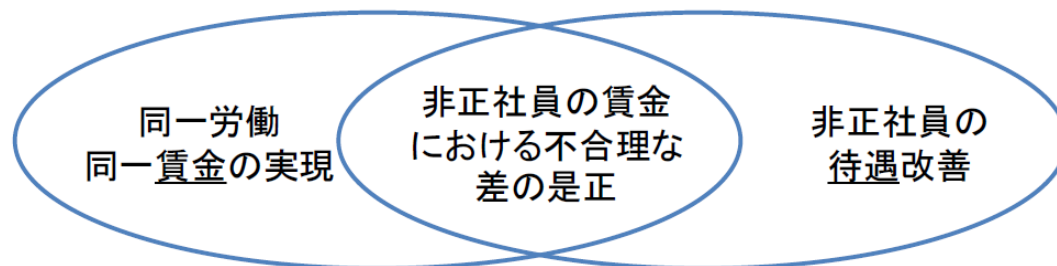 同一労働
同一賃金の実現
非正社員の賃金
における不合理な
差の是正
非正社員の
待遇改善